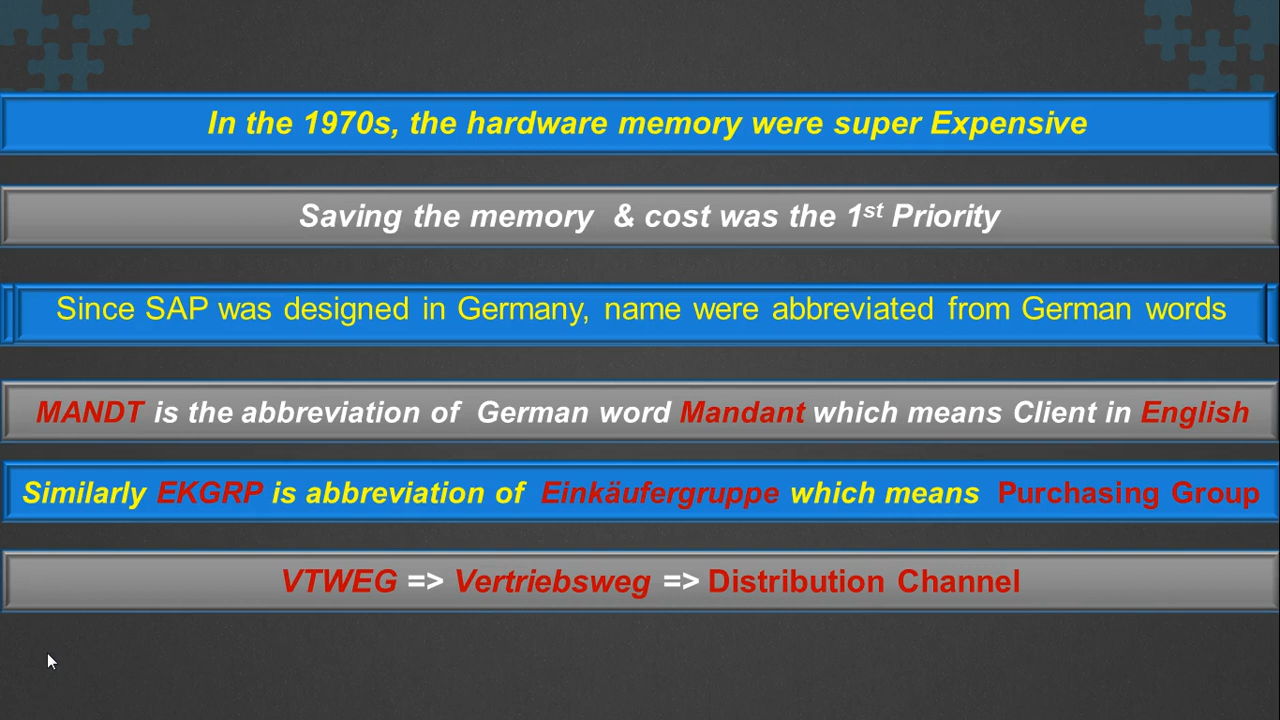 In the 1970s, the hardware memory were super Expensive
Saving the memory & cost was the 1st Priority
Since SAP was designed in Germany, name were abbreviated from German words
MANDT is the abbreviation of German word Mandant which means Client in English
Similarly EKGRP is abbreviation of Einkäufergruppe which means Purchasing Group
VTWEG => Vertriebsweg => Distribution Channel